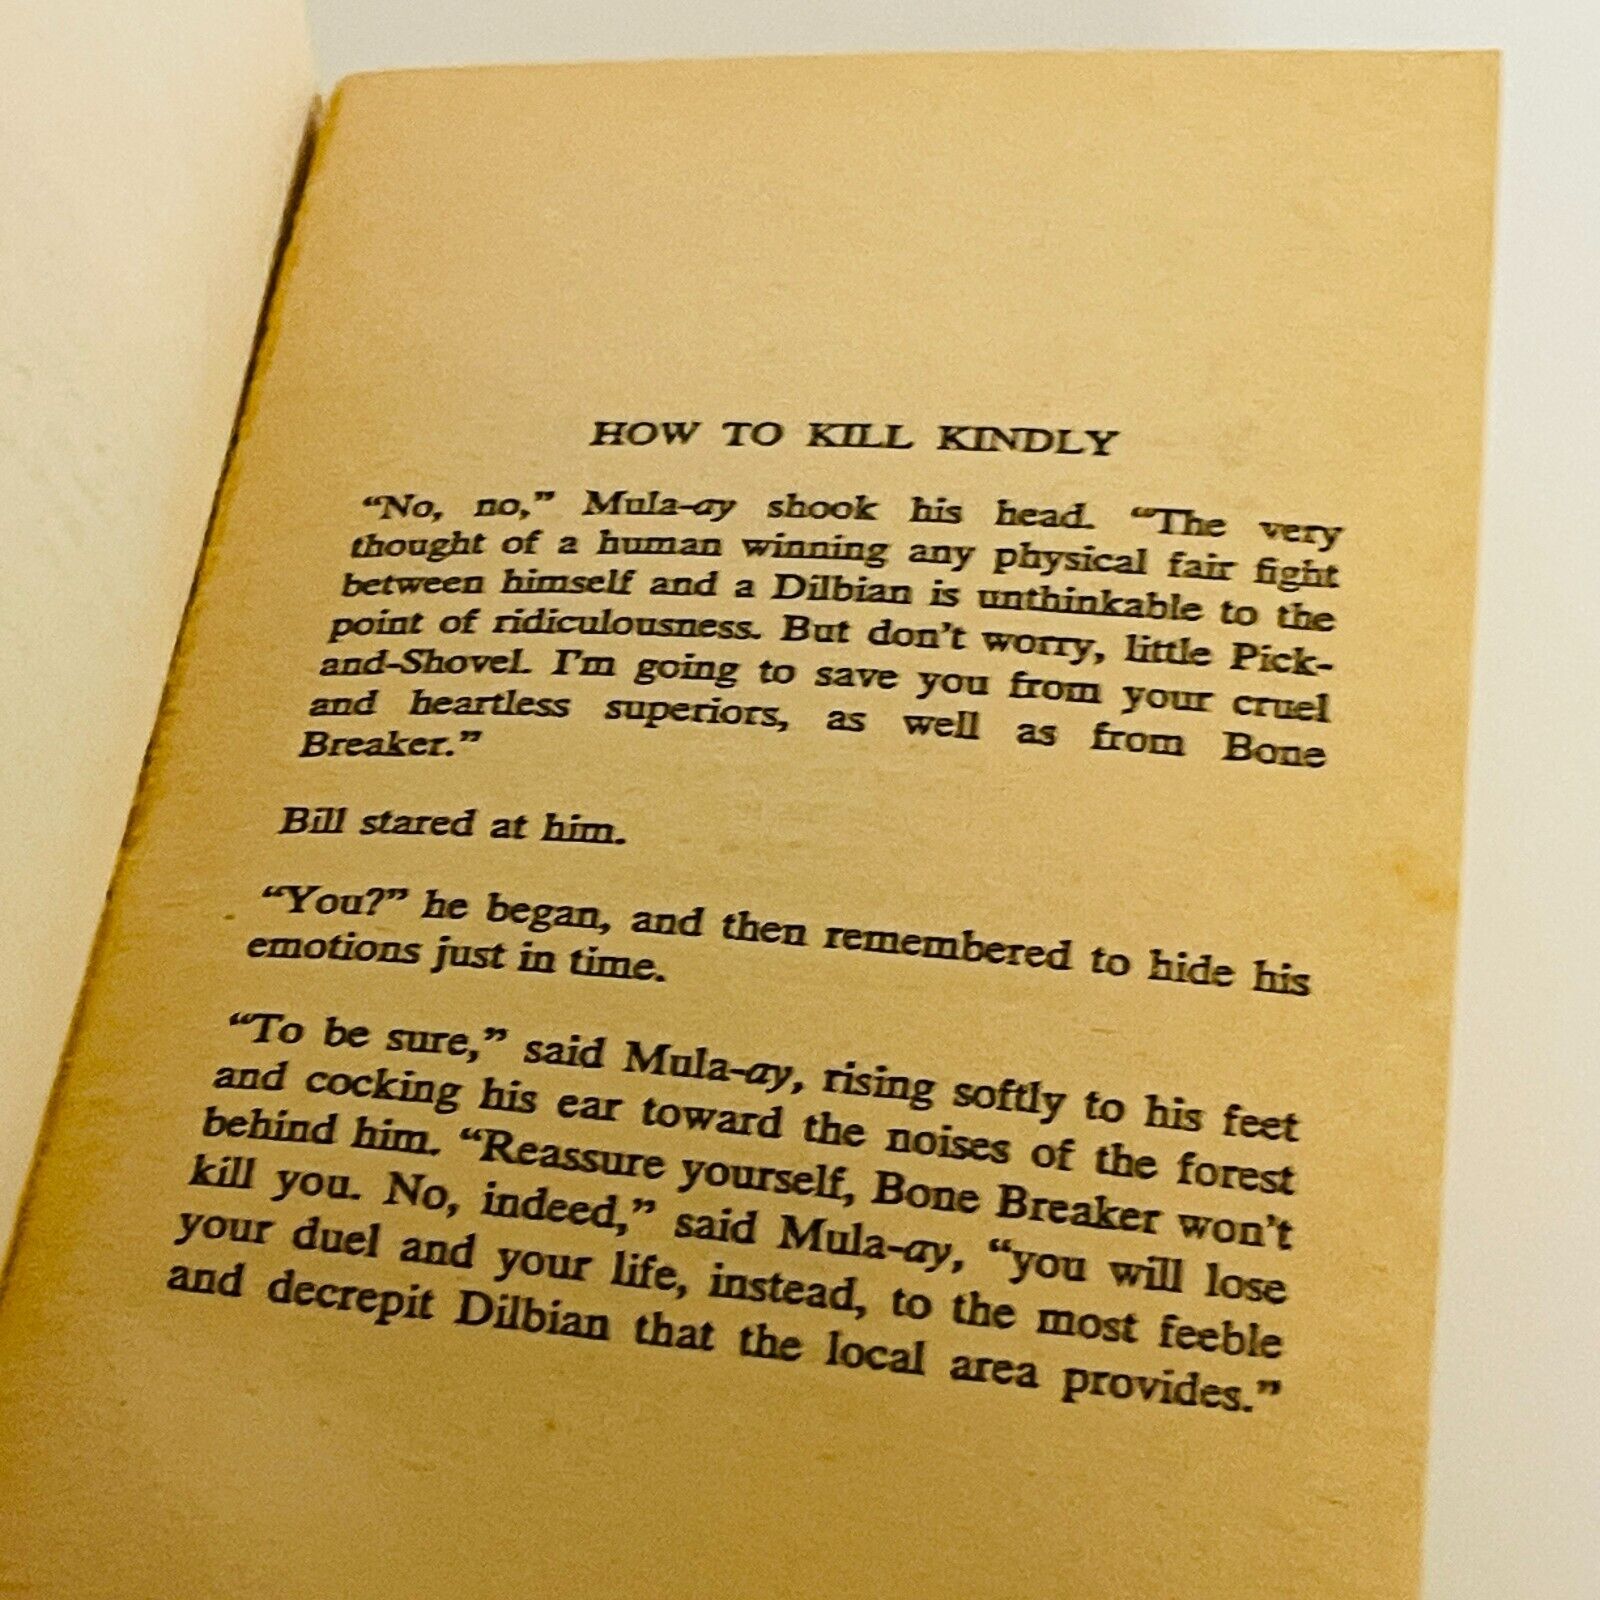 HOW TO KILL KINDLY
“No, no,” Mula-ay shook his head. “The very
thought of a human winning any physical fair fight
between himself and a Dilbian is unthinkable to the
point of ridiculousness. But don’t worry, little Pick-
and-Shovel. I’m going to save you from your cruel
and heartless superiors, as well as from Bone
Breaker.”
Bill stared at him.
“You?” he began, and then remembered to hide his
emotions just in time.
“To be sure,” said Mula-ay, rising softly to his feet
and cocking his ear toward the noises of the forest
behind him. “Reassure yourself, Bone Breaker won’t
kill you. No, indeed,” said Mula-ay, “you will lose
your duel and your life, instead, to the most feeble
and decrepit Dilbian that the local area provides.”